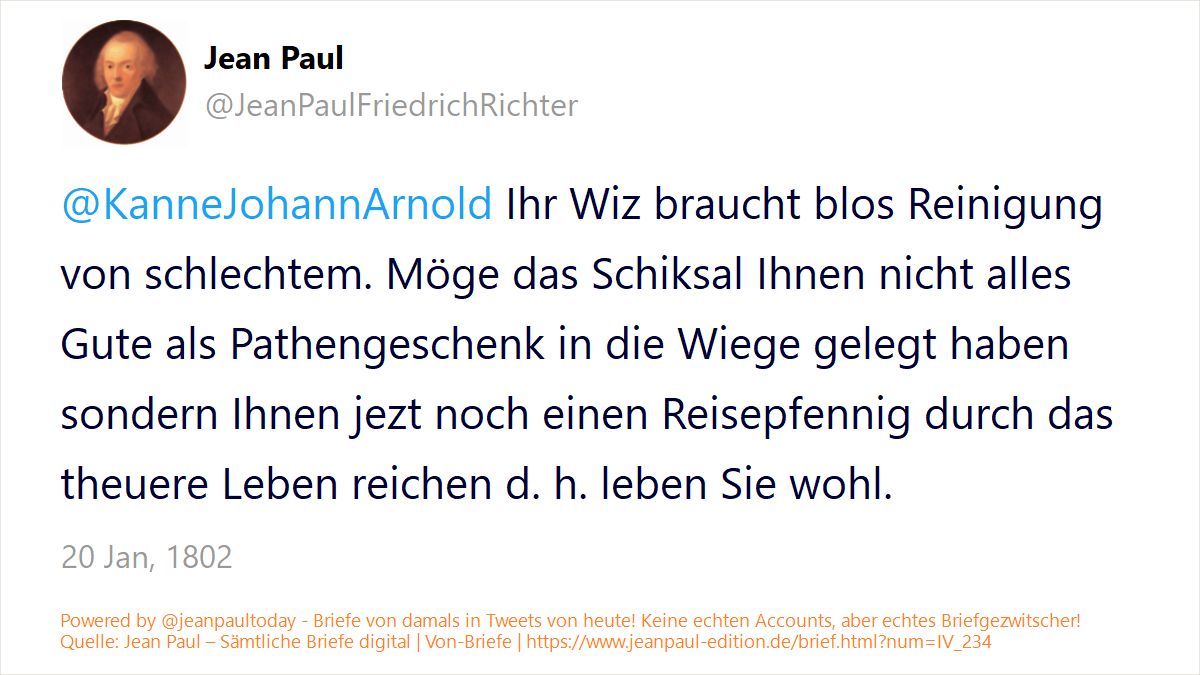 Jean Paul
@JeanPaulFriedrichRichter
@KanneJohannArnold Ihr Wiz braucht blos Reinigung
von schlechtem. Möge das Schiksal Ihnen nicht alles
Gute als Pathengeschenk in die Wiege gelegt haben
sondern Ihnen jezt noch einen Reisepfennig durch das
theuere Leben reichen d. h. leben Sie wohl.
20 Jan, 1802
Powered by @jeanpaultoday - Briefe von damals in Tweets von heute! Keine echten Accounts, aber echtes Briefgezwitscher!
Quelle: Jean Paul – Sämtliche Briefe digital | Von-Briefe | https://www.jeanpaul-edition.de/brief.html?num=IV_234